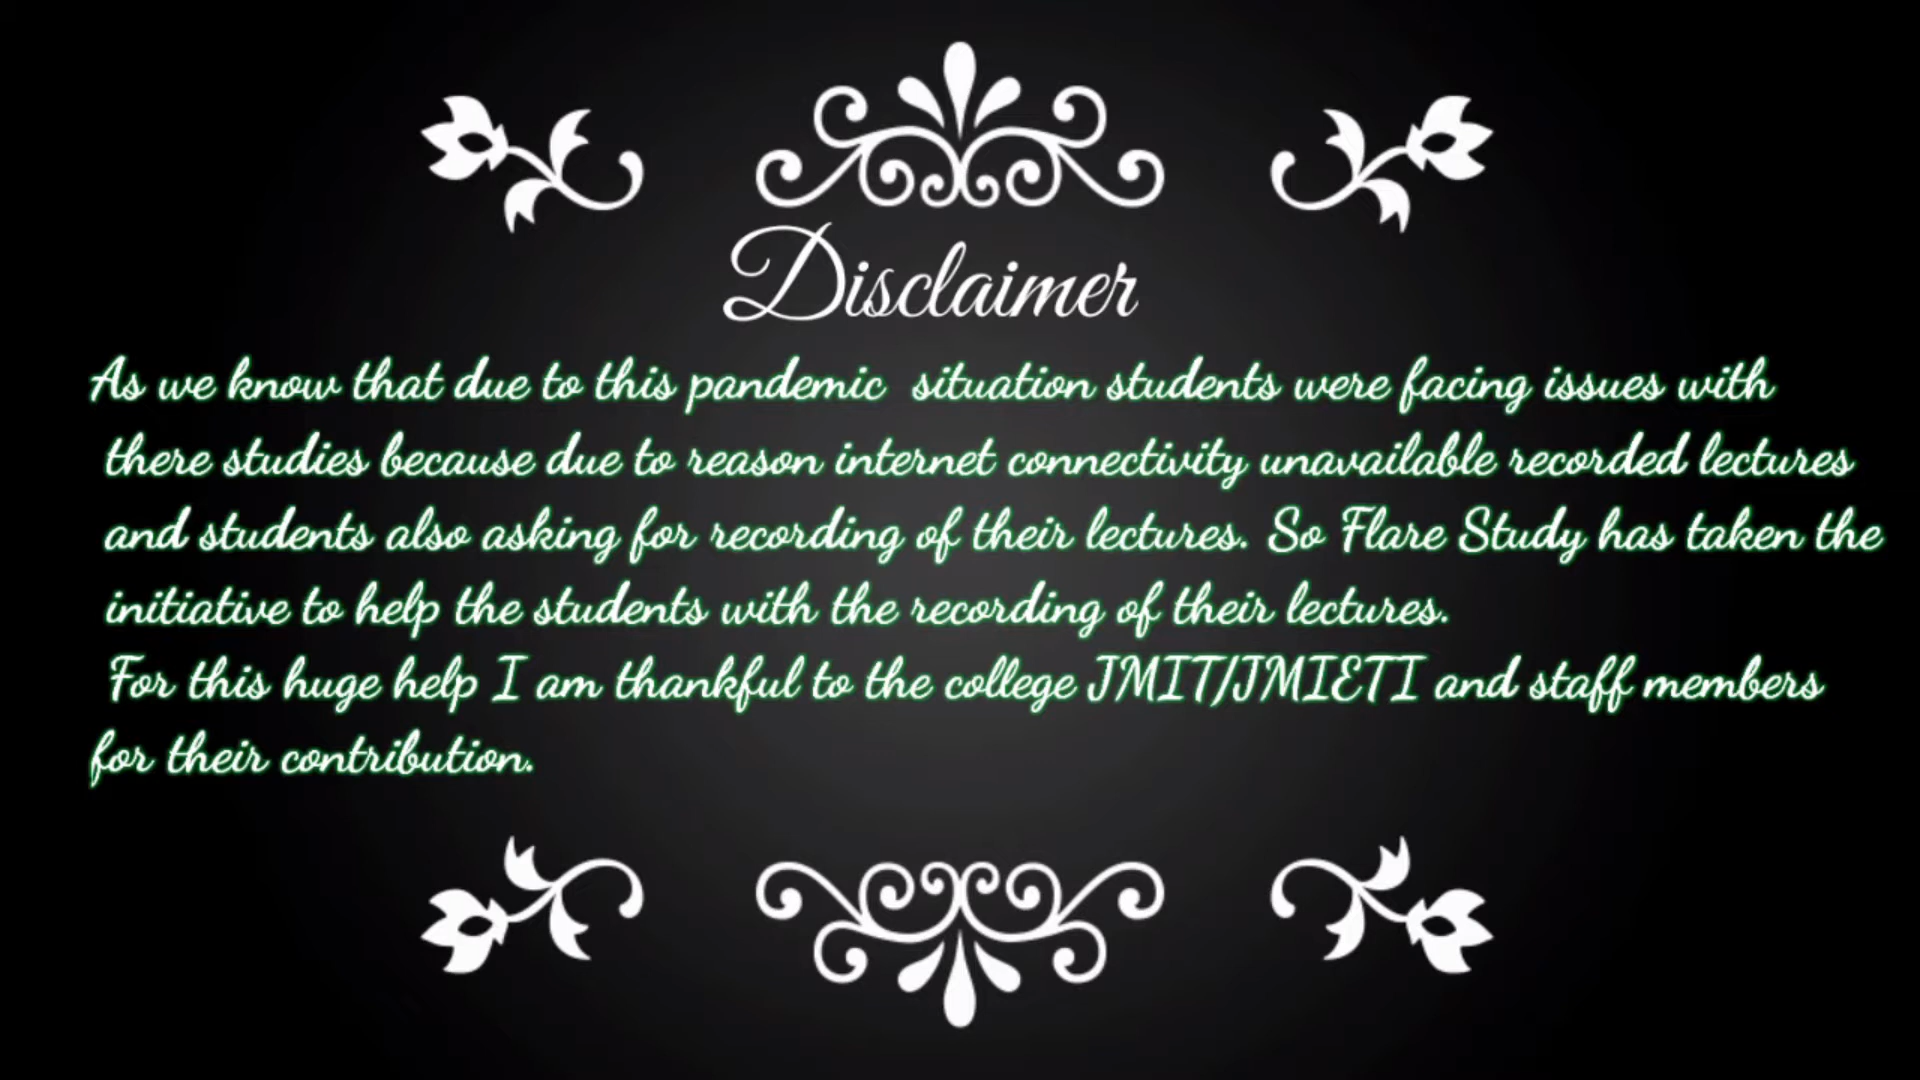 Disclaimer
As we know that due to this pandemic situation students were facing issues with
there studies because due to reason internet connectivity unavailable recorded lectures
and students also asking for recording of their lectures. So Flare Study has taken the
initiative to help the students with the recording of their lectures.
For this huge help I am thankful to the college JMIT/JMIETI and staff members
for their contribution.